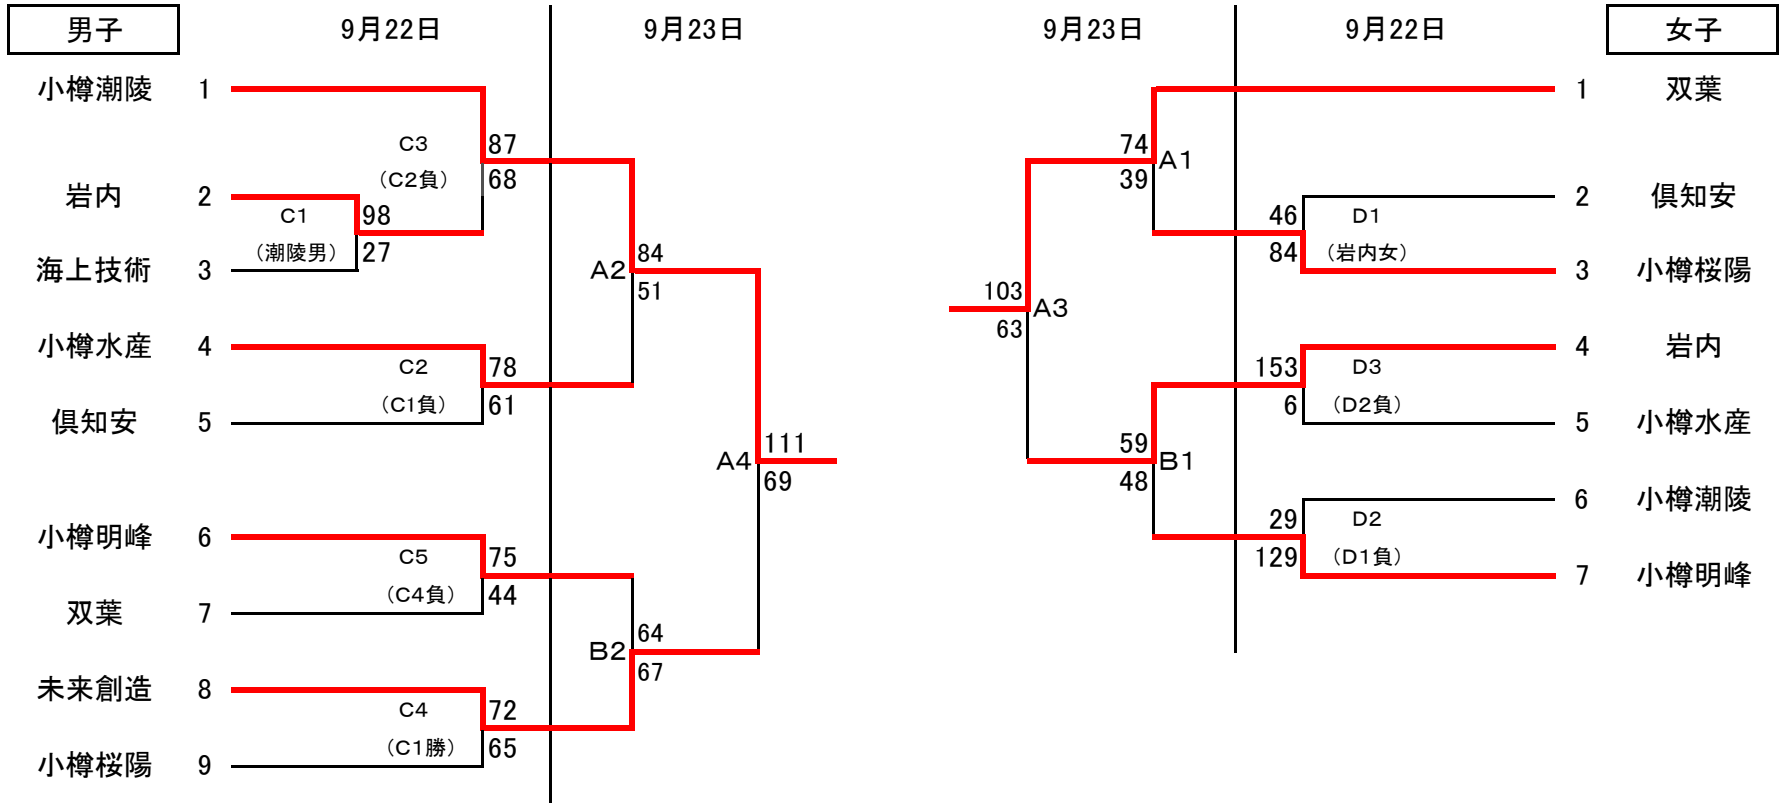 男子 9月22日 9月23日 9月23日 9月22日 女子
小樽潮陵 1 1 双葉
C3 87 74 A1
(C2負) 68 39
岩内 2 2 倶知安
C1 98 46 D1
(潮陵男) 27 84 (岩内女)
海上技術 3 A2 84 3 小樽桜陽
51 103 A3
63
小樽水産 4 4 岩内
C2 78 153 D3
(C1負) 61 6 (D2負)
倶知安 5 5 小樽水産
A4 111 59 B1
69 48
6 小樽潮陵
小樽明峰 6 29 D2
C5 75 129 (D1負)
(C4負) 44 7 小樽明峰
双葉 7
B2 64
67
未来創造 8
C4 72
(C1勝) 65
小樽桜陽 9